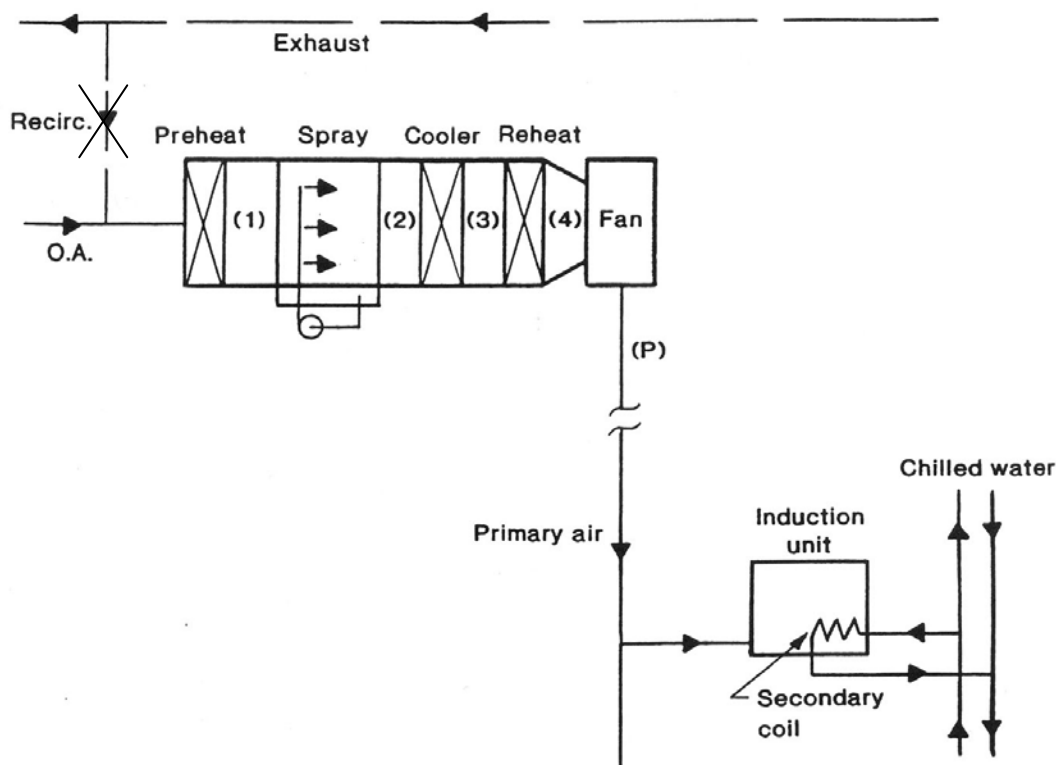 Exhaust
Recirc.
Preheat
Spray
Cooler
Reheat
(1)
(2)
(3)
(4)
Fan
O.A.
(P)
Chilled water
Primary air
Induction
unit
Secondary
coil